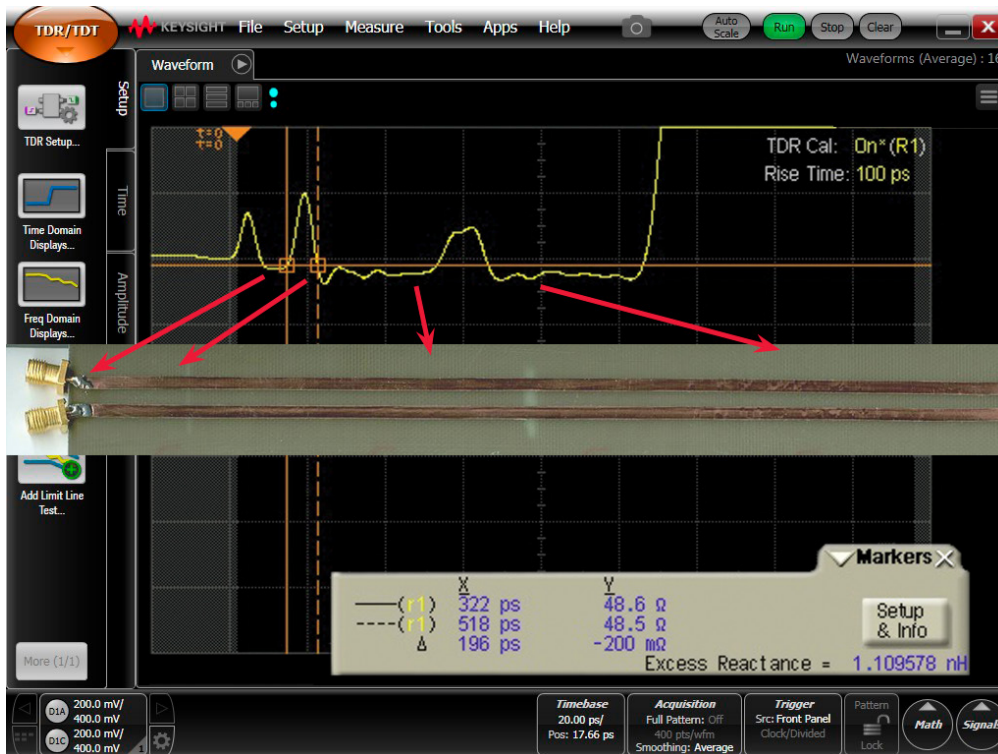 TDR/TDT
KEYSIGHT File Setup Measure Tools Apps Help
Auto Scale
Run
Stop
Clear
Waveform
Waveforms (Average) : 16
TDR Setup...
Time Domain
Displays...
Freq Domain
Displays...
Add Limit Line
Test...
More (1/1)
Setup
Time
Amplitude
t=0
t=0
TDR Cal: On*(R1)
Rise Time: 100 ps
Markers
X Y
(r1) 322 ps 48.6 Ω
(r1) 518 ps 48.5 Ω
Δ 196 ps -200 mΩ
Excess Reactance = 1.109578 nH
Setup
& Info
D1A 200.0 mV/
400.0 mV
D1C 200.0 mV/
400.0 mV
1
Timebase
20.00 ps/
Pos: 17.66 ps
Acquisition
Full Pattern: Off
400 pts/wfm
Smoothing: Average
Trigger
Src: Front Panel
Clock/Divided
Pattern
Lock
Math
Signals